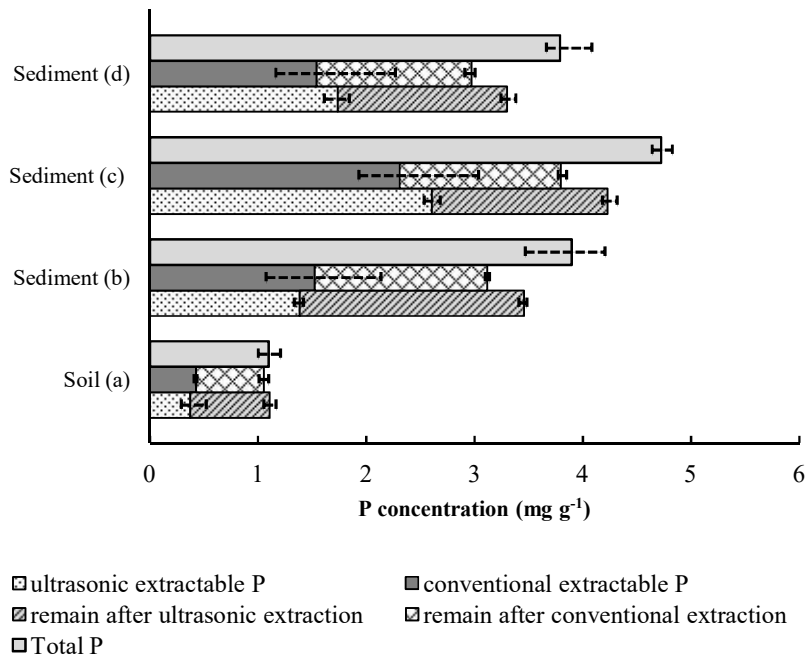 Sediment (d)
Sediment (c)
Sediment (b)
Soil (a)
0 1 2 3 4 5 6
P concentration (mg g⁻¹)
ultrasonic extractable P
conventional extractable P
remain after ultrasonic extraction
remain after conventional extraction
Total P